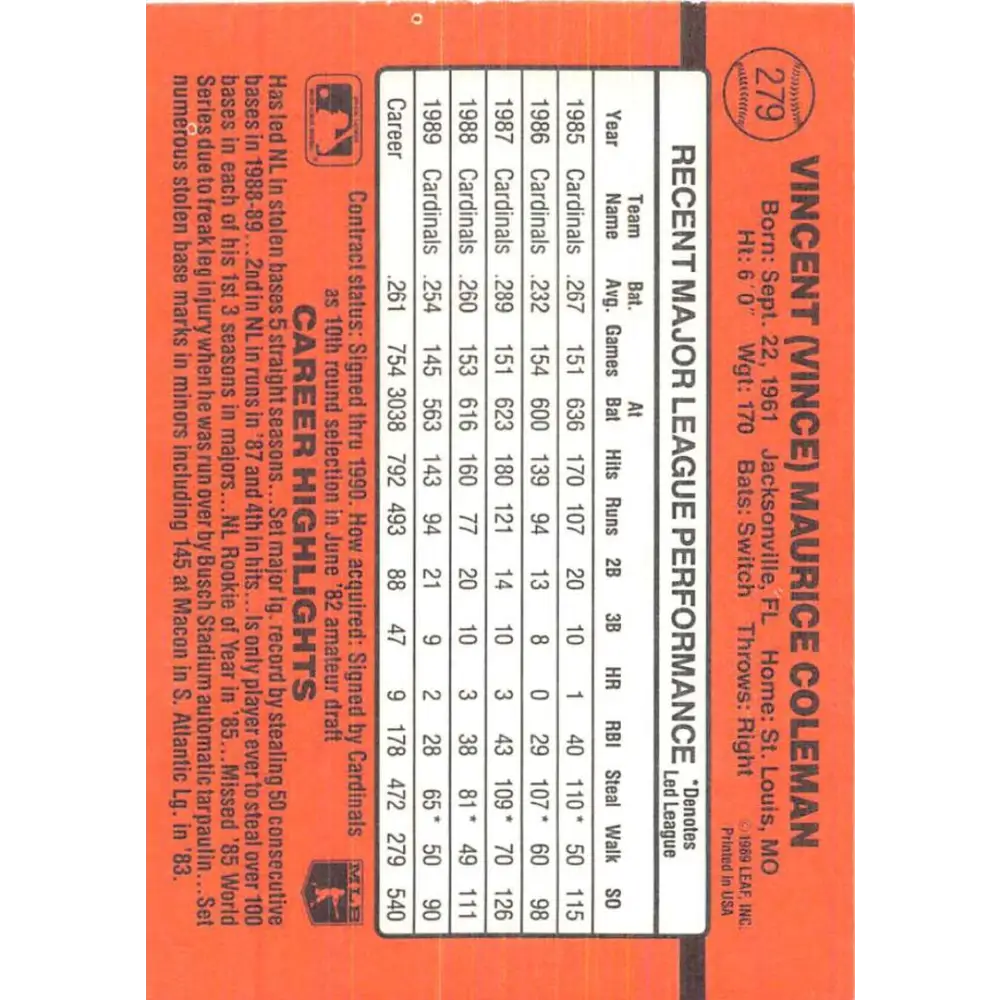 279
VINCENT (VINCE) MAURICE COLEMAN
Born: Sept. 22, 1961 Jacksonville, FL Home: St. Louis, MO
Ht: 6'0" Wgt: 170 Bats: Switch Throws: Right
© 1989 LEAF, INC.
Printed in USA
RECENT MAJOR LEAGUE PERFORMANCE *Denotes Led League
Year Team Name Bat. Avg. Games At Bat Hits Runs 2B 3B HR RBI Steal Walk SO
1985 Cardinals .267 151 636 170 107 20 10 1 40 110* 50 115
1986 Cardinals .232 154 600 139 94 13 8 0 29 107* 60 98
1987 Cardinals .289 151 623 180 121 14 10 3 43 109* 70 126
1988 Cardinals .260 153 616 160 77 20 10 3 38 81* 49 111
1989 Cardinals .254 145 563 143 94 21 9 2 28 65* 50 90
Career .261 754 3038 792 493 88 47 9 178 472 279 540
Contract status: Signed thru 1990. How acquired: Signed by Cardinals
as 10th round selection in June '82 amateur draft
MLB
CAREER HIGHLIGHTS
Has led NL in stolen bases 5 straight seasons...Set major lg. record by stealing 50 consecutive
bases in 1988-89...2nd in NL in runs in '87 and 4th in hits...Is only player ever to steal over 100
bases in each of his 1st 3 seasons in majors...NL Rookie of Year in '85...Missed '85 World
Series due to freak leg injury when he was run over by Busch Stadium automatic tarpaulin...Set
numerous stolen base marks in minors including 145 at Macon in S. Atlantic Lg. in '83.